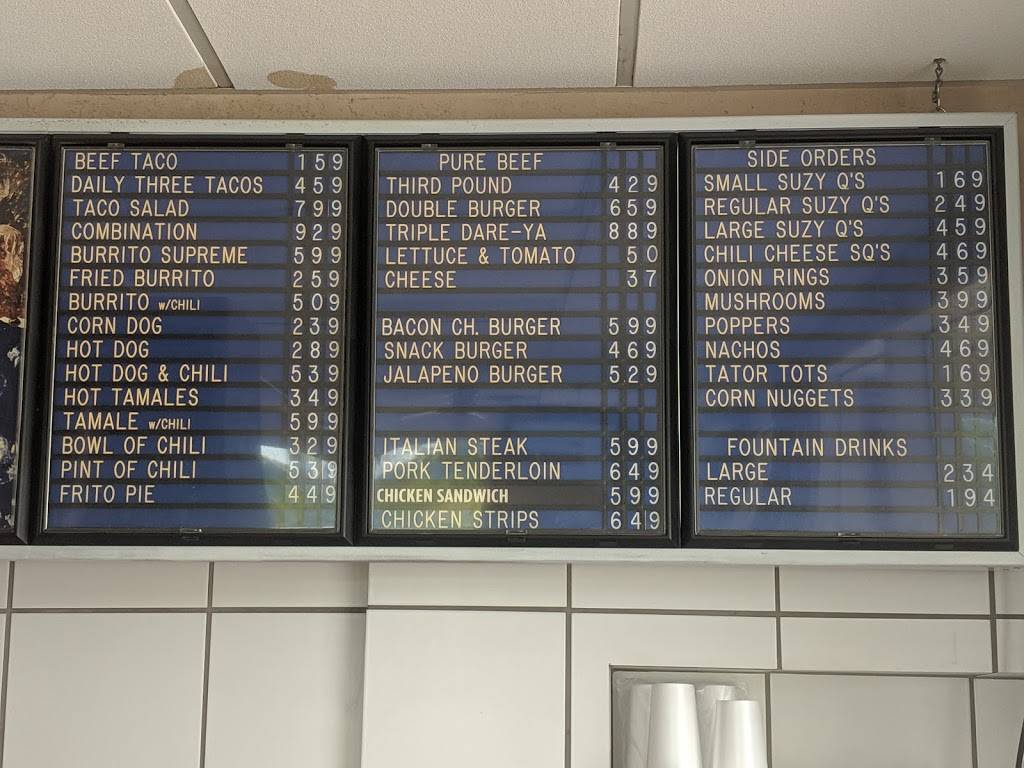 BEEF TACO 159
DAILY THREE TACOS 459
TACO SALAD 799
COMBINATION 929
BURRITO SUPREME 599
FRIED BURRITO 259
BURRITO W/CHILI 509
CORN DOG 239
HOT DOG 289
HOT DOG & CHILI 539
HOT TAMALES 349
TAMALE W/CHILI 599
BOWL OF CHILI 329
PINT OF CHILI 539
FRITO PIE 449
PURE BEEF
THIRD POUND 429
DOUBLE BURGER 659
TRIPLE DARE-YA 889
LETTUCE & TOMATO 50
CHEESE 37
BACON CH. BURGER 599
SNACK BURGER 469
JALAPENO BURGER 529
ITALIAN STEAK 599
PORK TENDERLOIN 649
CHICKEN SANDWICH 599
CHICKEN STRIPS 649
SIDE ORDERS
SMALL SUZY Q'S 169
REGULAR SUZY Q'S 249
LARGE SUZY Q'S 459
CHILI CHEESE SQ'S 469
ONION RINGS 359
MUSHROOMS 399
POPPERS 349
NACHOS 469
TATOR TOTS 169
CORN NUGGETS 339
FOUNTAIN DRINKS
LARGE 234
REGULAR 194